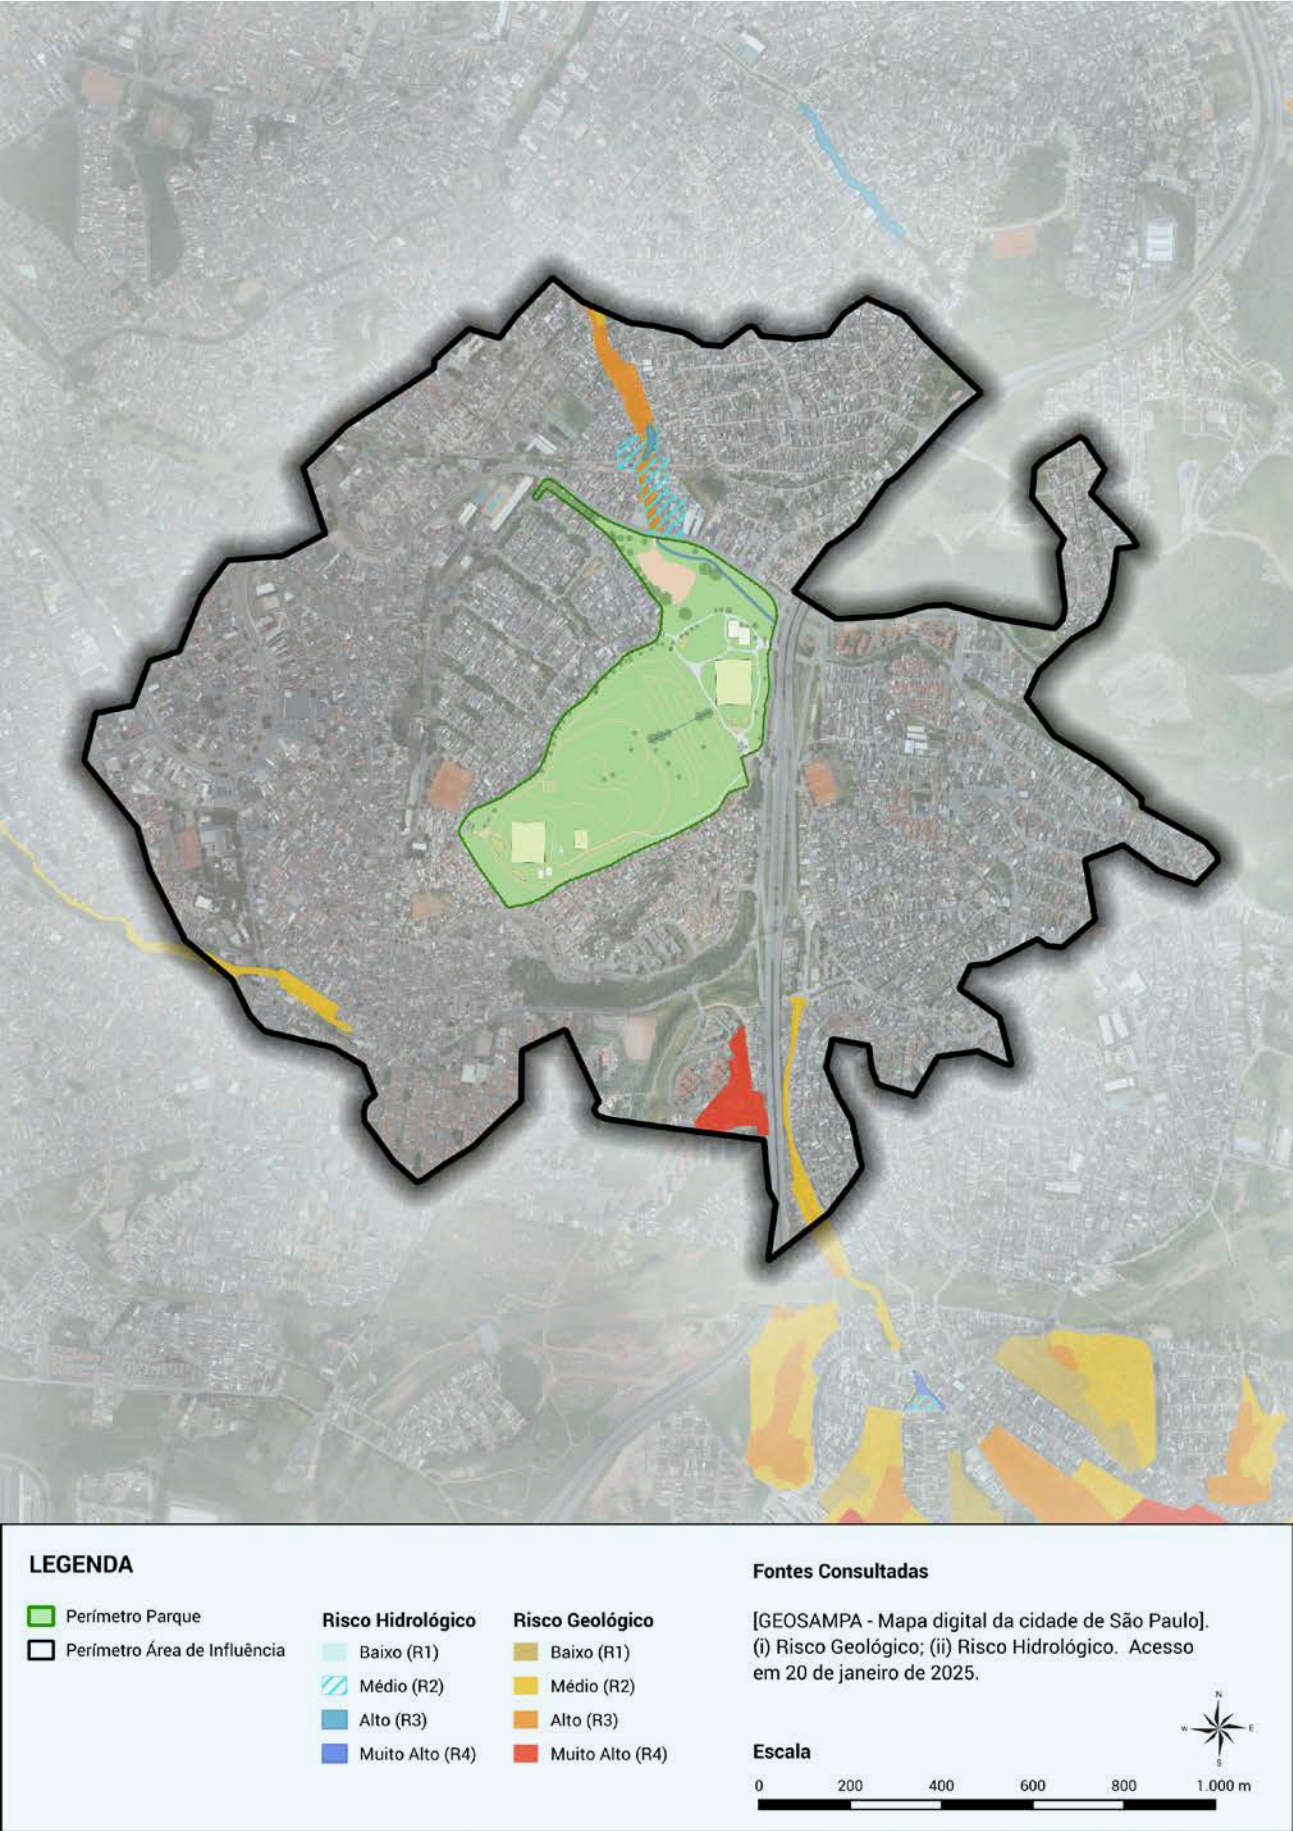 LEGENDA
Perímetro Parque
Perímetro Área de Influência
Risco Hidrológico
Baixo (R1)
Médio (R2)
Alto (R3)
Muito Alto (R4)
Risco Geológico
Baixo (R1)
Médio (R2)
Alto (R3)
Muito Alto (R4)
Fontes Consultadas
[GEOSAMPA - Mapa digital da cidade de São Paulo].
(i) Risco Geológico; (ii) Risco Hidrológico. Acesso
em 20 de janeiro de 2025.
N
W E
S
Escala
0 200 400 600 800 1.000 m